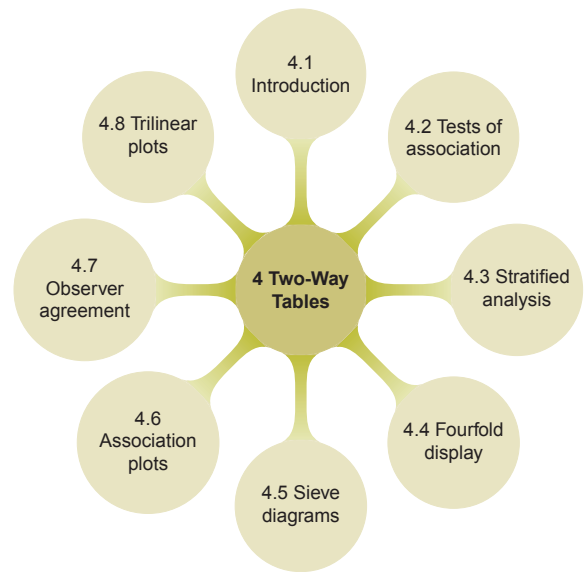 4.1
Introduction
4.2 Tests of
association
4.3 Stratified
analysis
4.4 Fourfold
display
4.5 Sieve
diagrams
4.6
Association
plots
4.7
Observer
agreement
4.8 Trilinear
plots
4 Two-Way
Tables